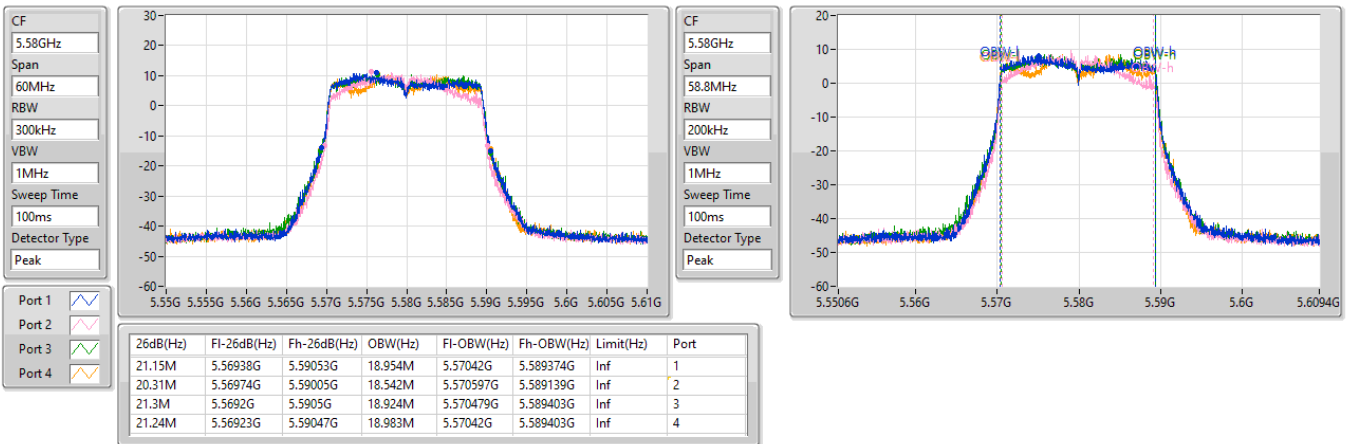 CF
5.58GHz
Span
60MHz
RBW
300kHz
VBW
1MHz
Sweep Time
100ms
Detector Type
Peak
30
20
10
0
-10
-20
-30
-40
-50
-60
5.55G 5.555G 5.56G 5.565G 5.57G 5.575G 5.58G 5.585G 5.59G 5.595G 5.6G 5.605G 5.61G
CF
5.58GHz
Span
58.8MHz
RBW
200kHz
VBW
1MHz
Sweep Time
100ms
Detector Type
Peak
20
10
0
-10
-20
-30
-40
-50
-60
OBW-l OBW-h
5.5506G 5.56G 5.57G 5.58G 5.59G 5.6G 5.6094G
Port 1
Port 2
Port 3
Port 4
26dB(Hz) Fl-26dB(Hz) Fh-26dB(Hz) OBW(Hz) Fl-OBW(Hz) Fh-OBW(Hz) Limit(Hz) Port
21.15M 5.56938G 5.59053G 18.954M 5.57042G 5.589374G Inf 1
20.31M 5.56974G 5.59005G 18.542M 5.570597G 5.589139G Inf 2
21.3M 5.5692G 5.5905G 18.924M 5.570479G 5.589403G Inf 3
21.24M 5.56923G 5.59047G 18.983M 5.57042G 5.589403G Inf 4